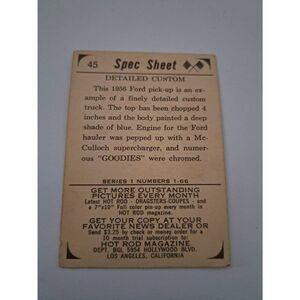 45 Spec Sheet
DETAILED CUSTOM
This 1956 Ford pick-up is an ex-
ample of a finely detailed custom
truck. The top has been chopped 4
inches and the body painted a deep
shade of blue. Engine for the Ford
hauler was pepped up with a Mc-
Culloch supercharger, and numer-
ous "GOODIES" were chromed.
SERIES 1 NUMBERS 1-66
GET MORE OUTSTANDING
PICTURES EVERY MONTH
Latest HOT ROD - DRAGSTERS-COUPES - and
a 7"x10" Full color pin-up every month in
HOT ROD magazine.
GET YOUR COPY AT YOUR
FAVORITE NEWS DEALER OR
Send $3.25 by check or money order for a
10 month trial subscription to:
HOT ROD MAGAZINE
DEPT. BGL 5954 HOLLYWOOD BLVD.
LOS ANGELES, CALIFORNIA